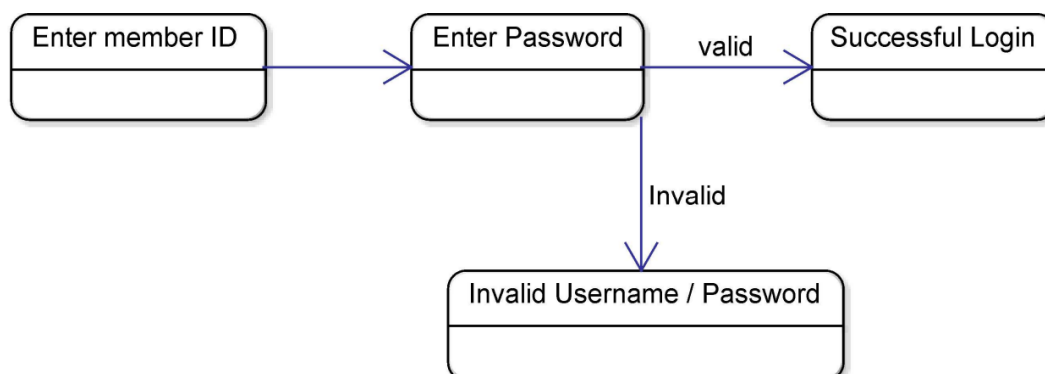 Enter member ID
Enter Password
valid
Successful Login
Invalid
Invalid Username / Password